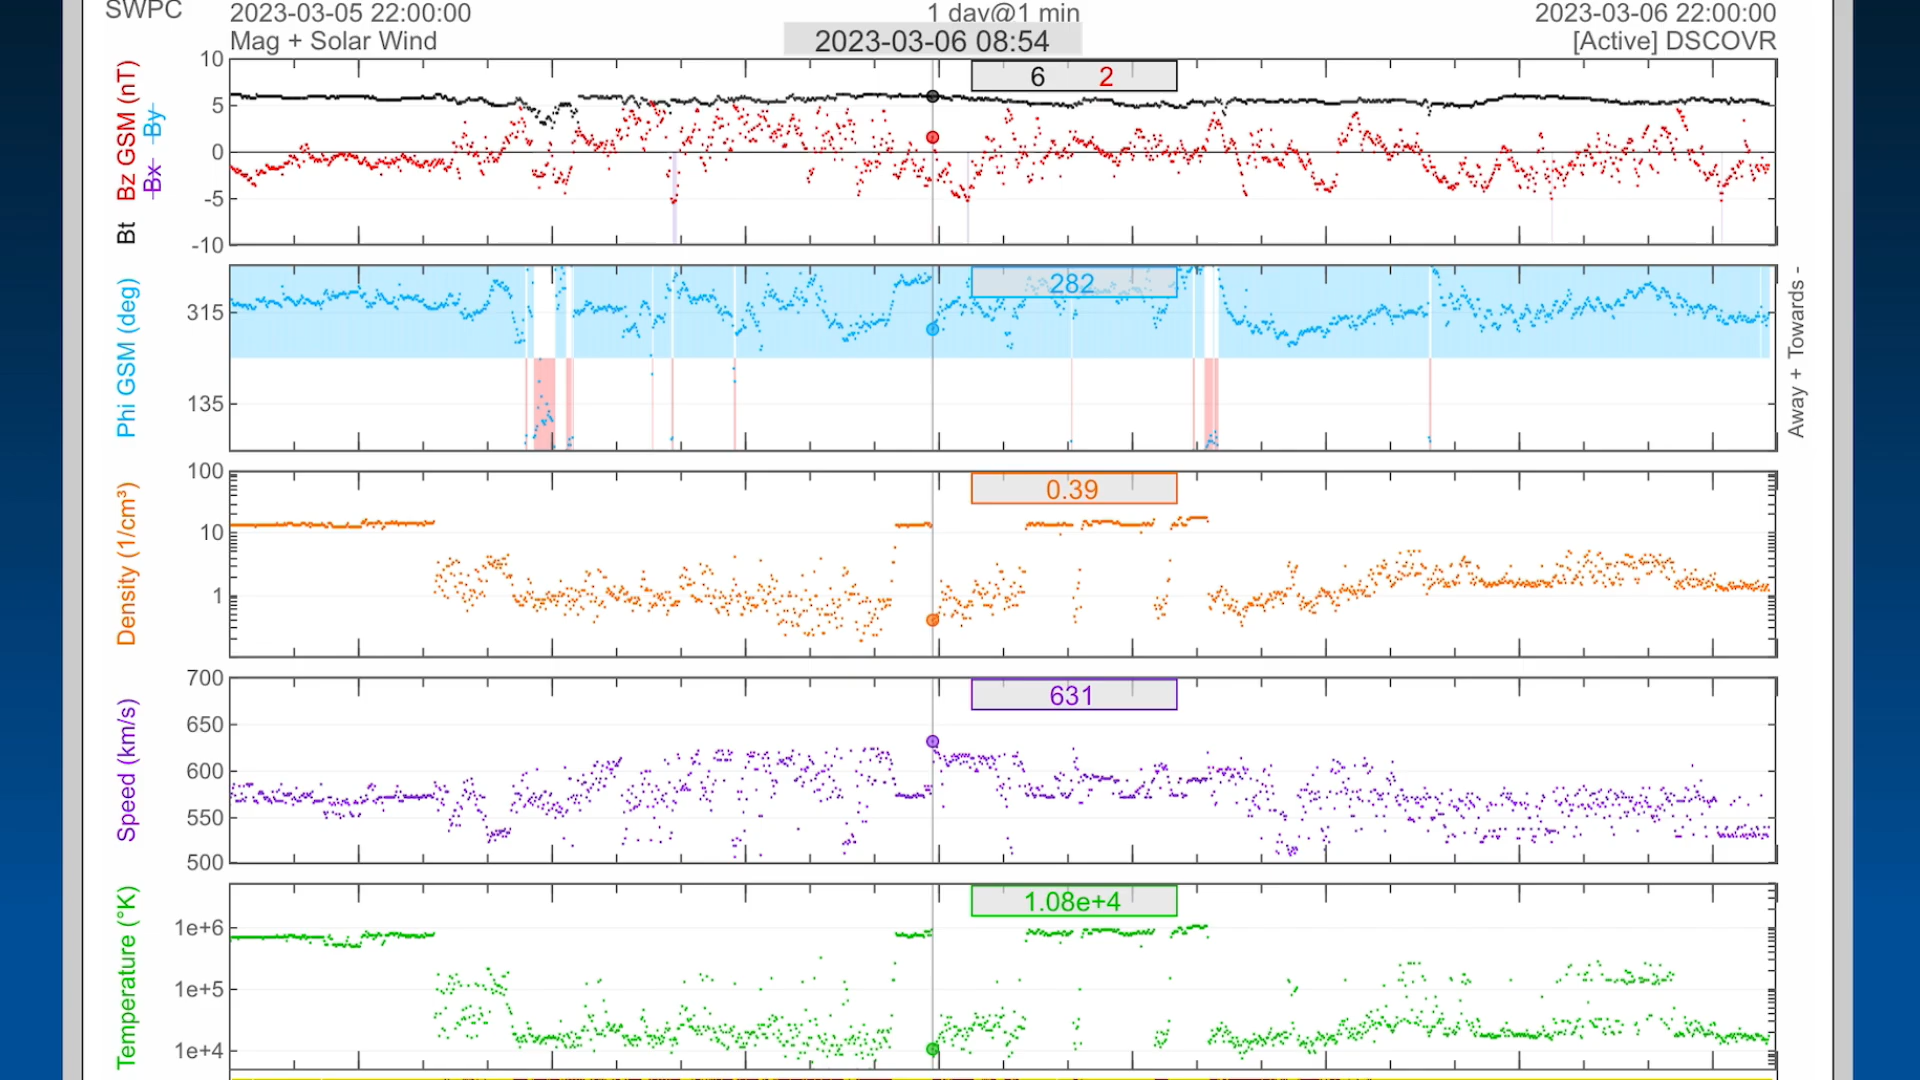 SWPC 2023-03-05 22:00:00 1 day@1 min 2023-03-06 22:00:00
Mag + Solar Wind 2023-03-06 08:54 [Active] DSCOVR
Bt Bz GSM (nT)
Bx By
10
5
0
-5
-10
6 2
Phi GSM (deg)
315
135
282
Away + Towards -
Density (1/cm³)
100
10
1
0.39
Speed (km/s)
700
650
600
550
500
631
Temperature (°K)
1e+6
1e+5
1e+4
1.08e+4